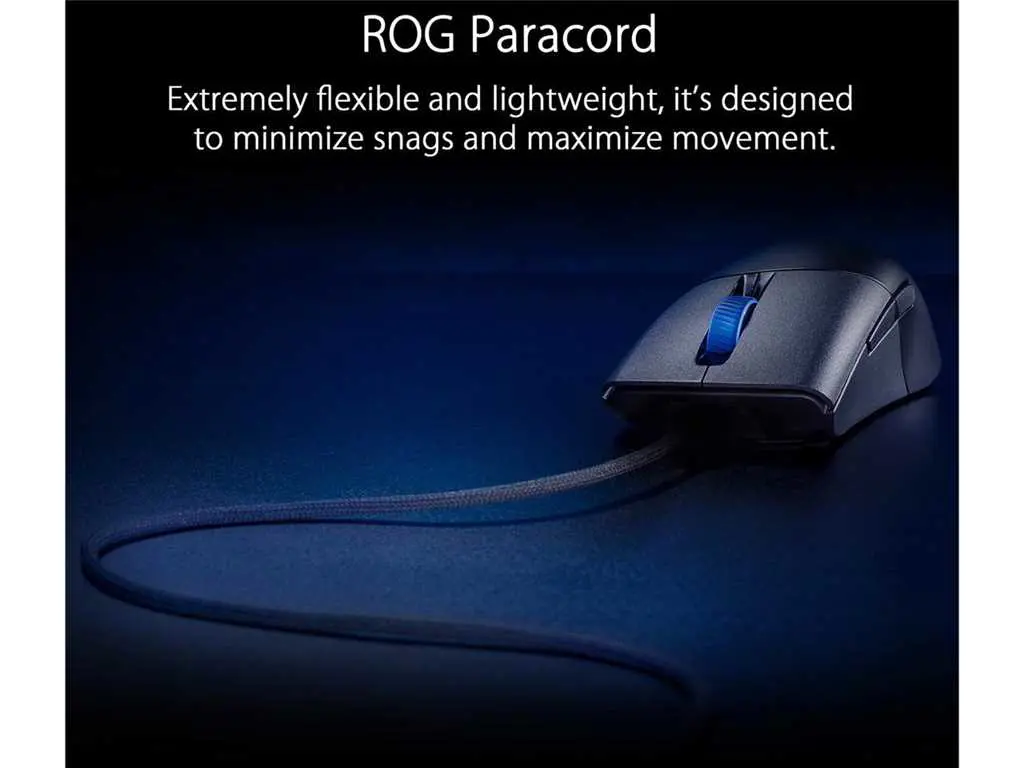 ROG Paracord
Extremely flexible and lightweight, it's designed
to minimize snags and maximize movement.